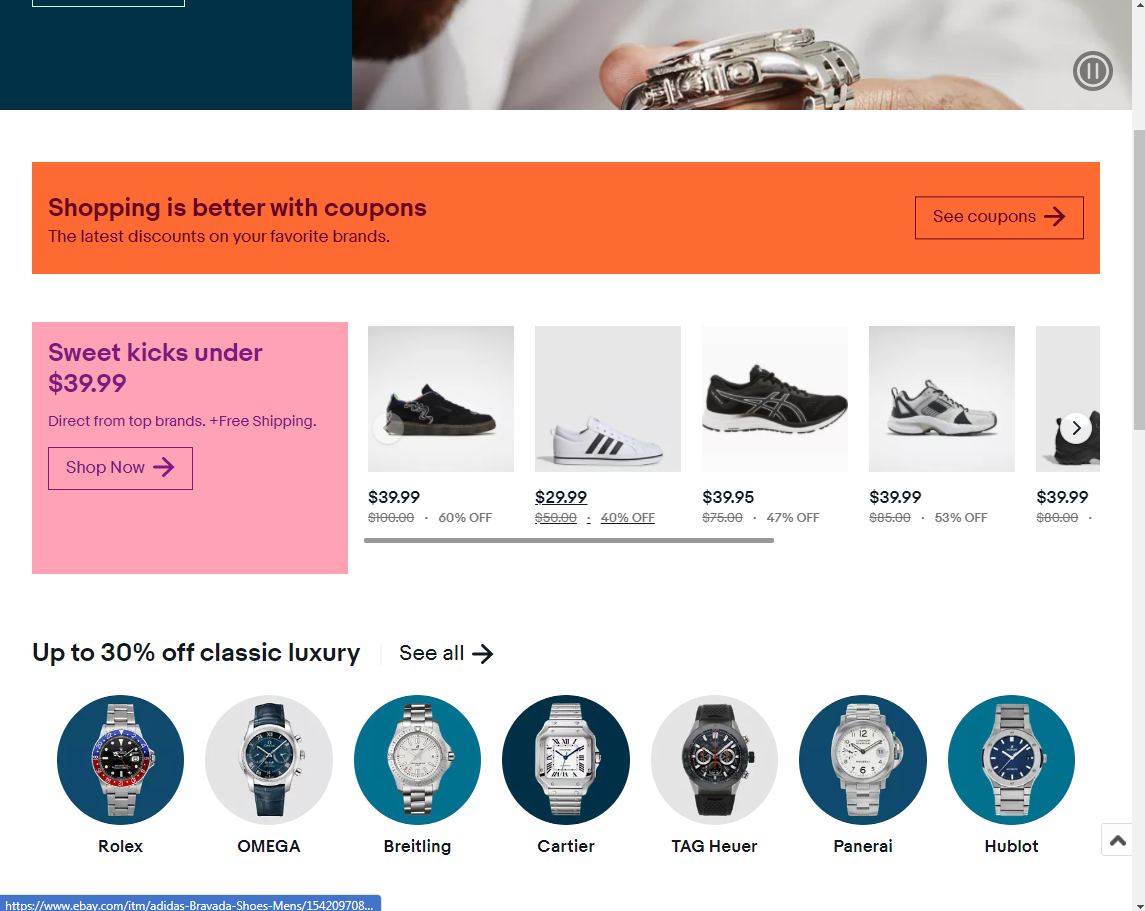 Shopping is better with coupons
The latest discounts on your favorite brands.
See coupons
Sweet kicks under
$39.99
Direct from top brands. +Free Shipping.
Shop Now
$39.99
$100.00 · 60% OFF
$29.99
$50.00 · 40% OFF
$39.95
$75.00 · 47% OFF
$39.99
$85.00 · 53% OFF
$39.99
$80.00 ·
Up to 30% off classic luxury
See all
Rolex
OMEGA
Breitling
Cartier
TAG Heuer
Panerai
Hublot
https://www.ebay.com/itm/adidas-Bravada-Shoes-Mens/154209708...